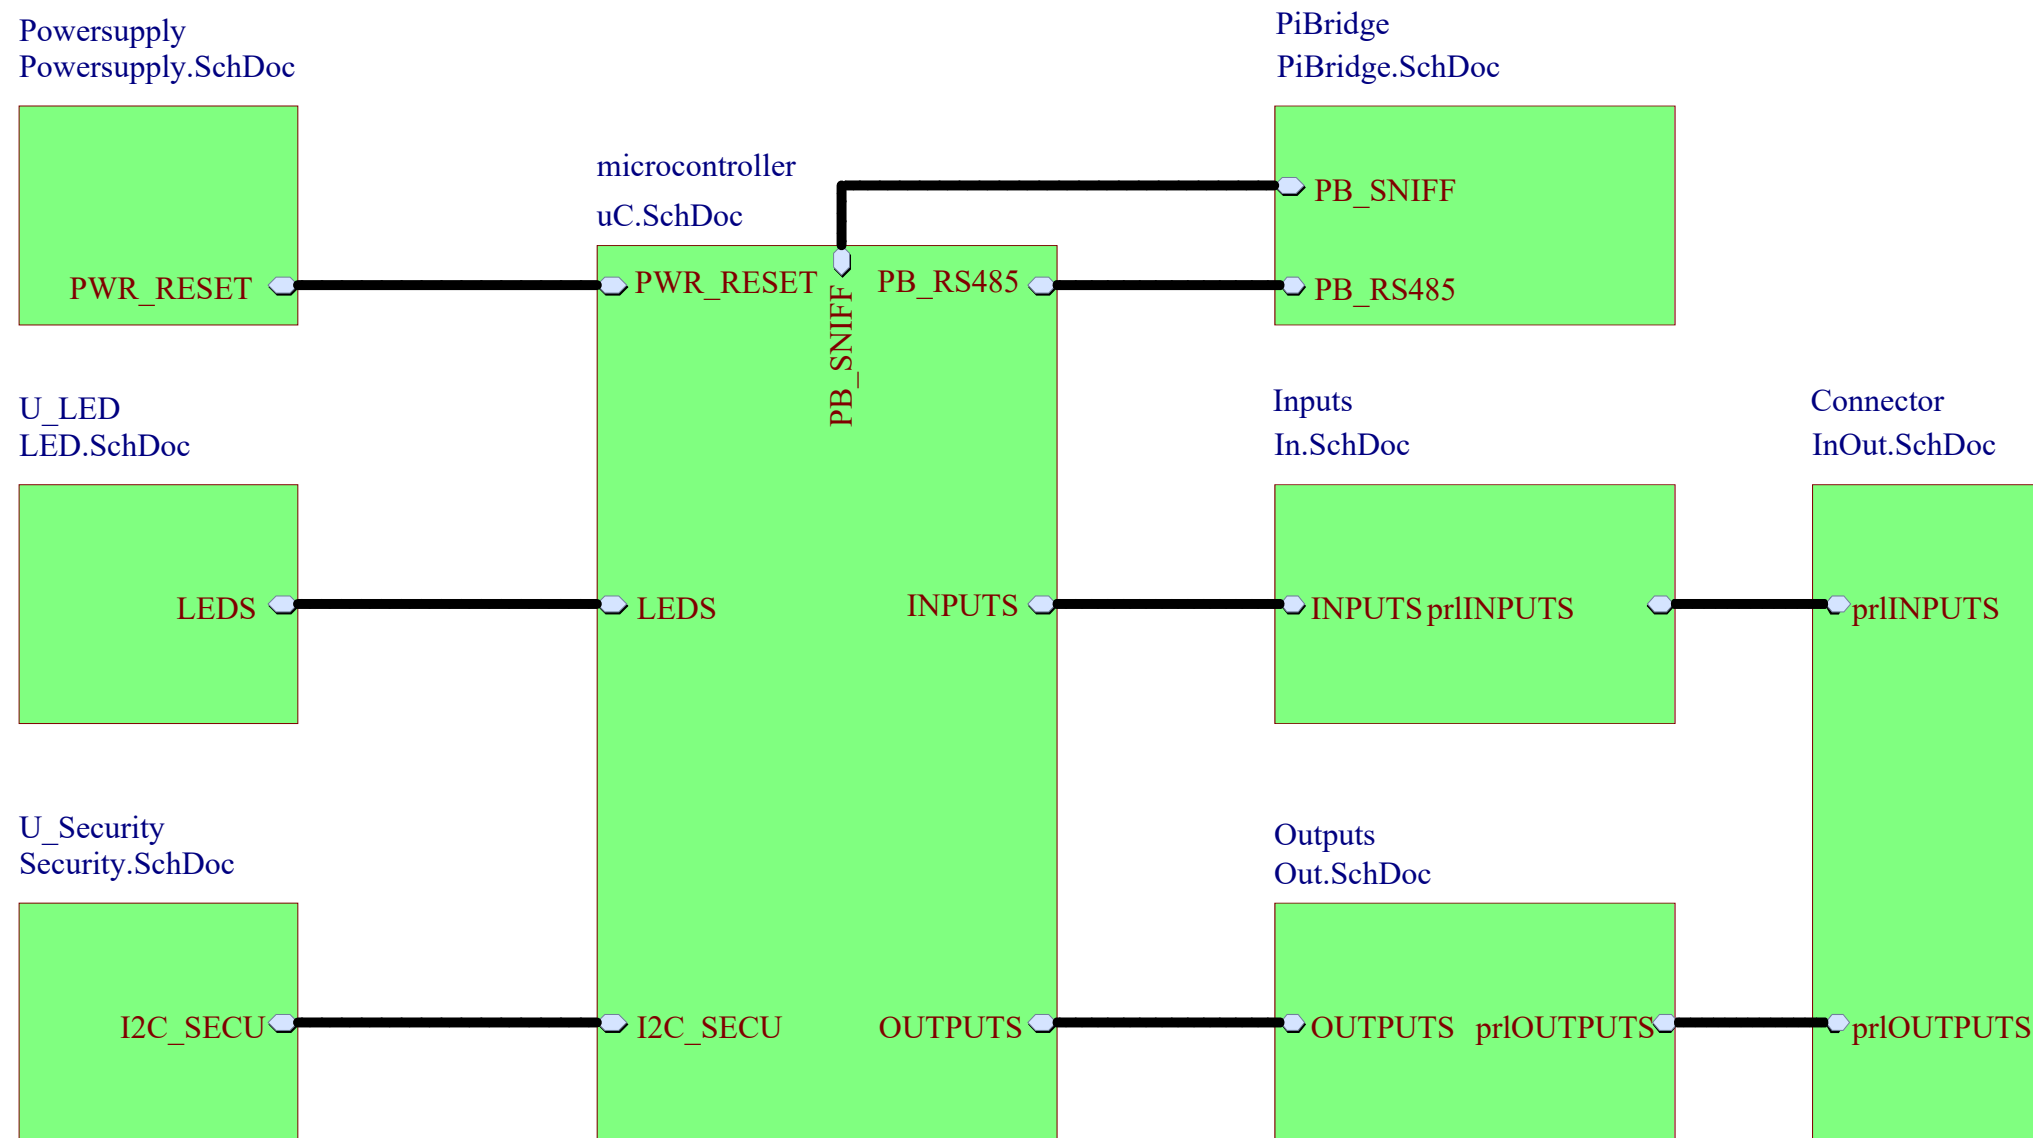 Powersupply
Powersupply.SchDoc
PWR_RESET
microcontroller
uC.SchDoc
PWR_RESET
PB_SNIFF
PB_RS485
PiBridge
PiBridge.SchDoc
PB_SNIFF
PB_RS485
U_LED
LED.SchDoc
LEDS
LEDS
INPUTS
Inputs
In.SchDoc
INPUTS prlINPUTS
Connector
InOut.SchDoc
prlINPUTS
U_Security
Security.SchDoc
I2C_SECU
I2C_SECU
OUTPUTS
Outputs
Out.SchDoc
OUTPUTS prlOUTPUTS
prlOUTPUTS